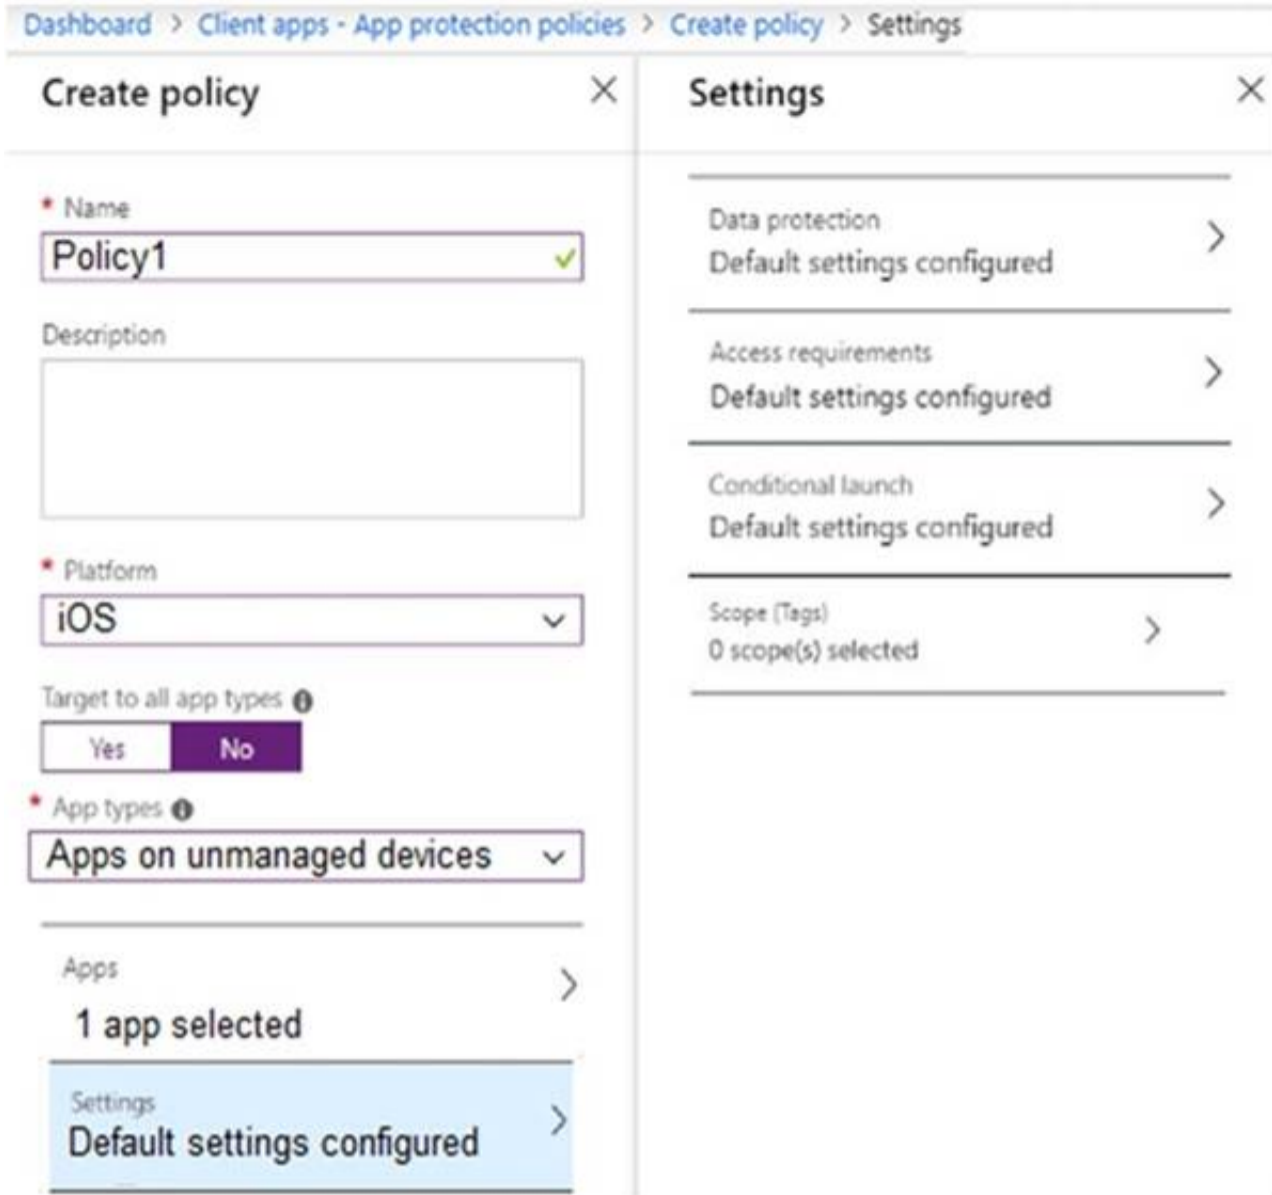 Dashboard > Client apps - App protection policies > Create policy > Settings
Create policy
* Name
Policy1
Description
* Platform
iOS
Target to all app types
Yes No
* App types
Apps on unmanaged devices
Apps
1 app selected
Settings
Default settings configured
Settings
Data protection
Default settings configured
Access requirements
Default settings configured
Conditional launch
Default settings configured
Scope (Tags)
0 scope(s) selected